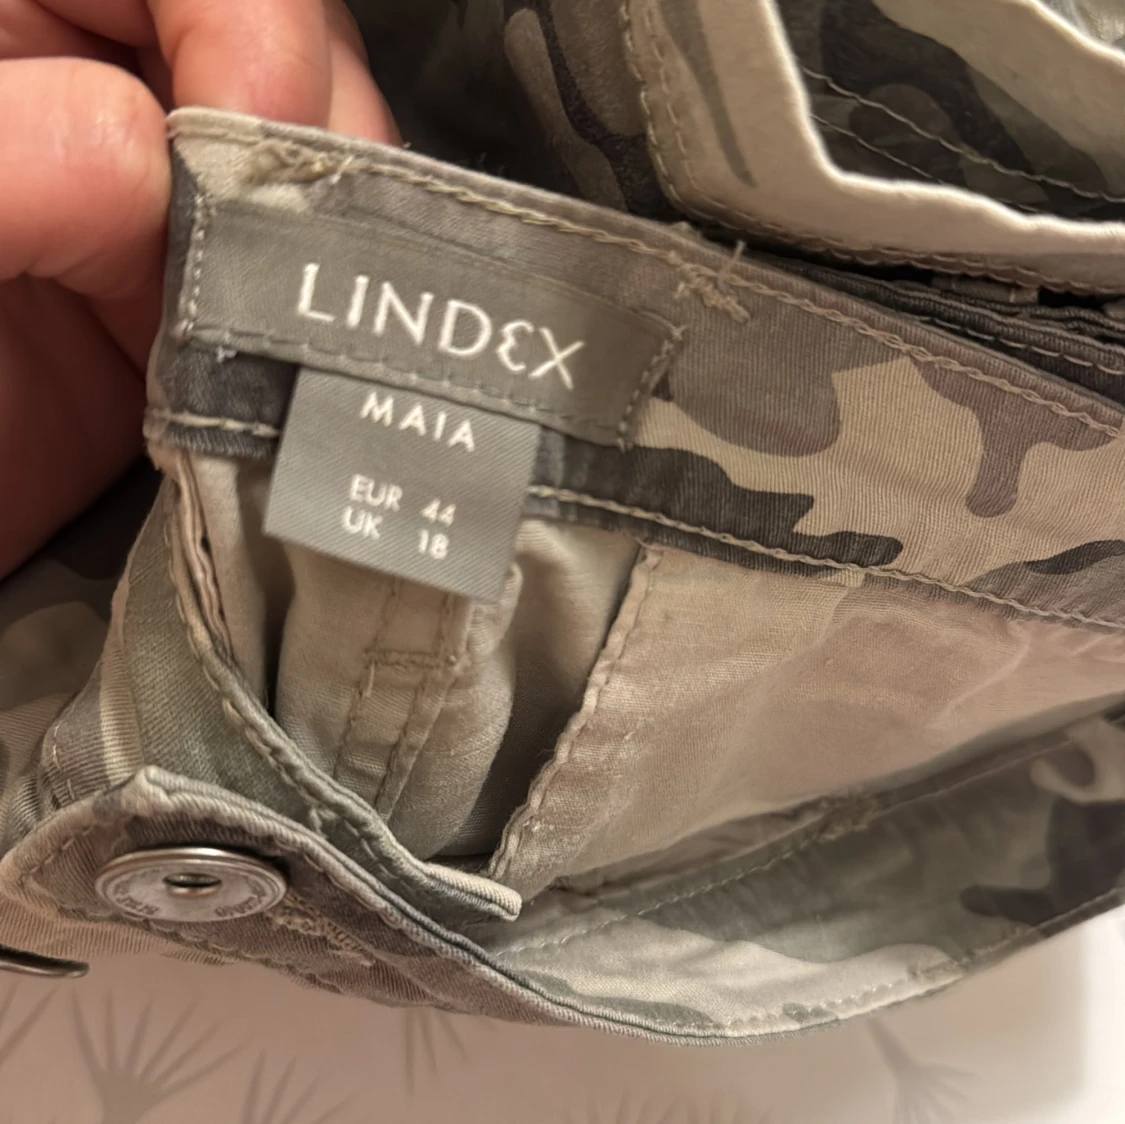 LINDEX
MAIA
EUR 44
UK 18